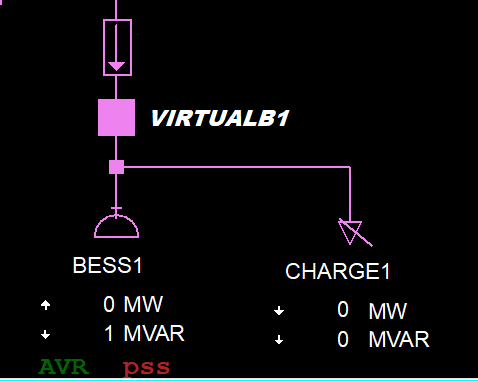 VIRTUALB1
BESS1
0 MW
1 MVAR
AVR pss
CHARGE1
0 MW
0 MVAR